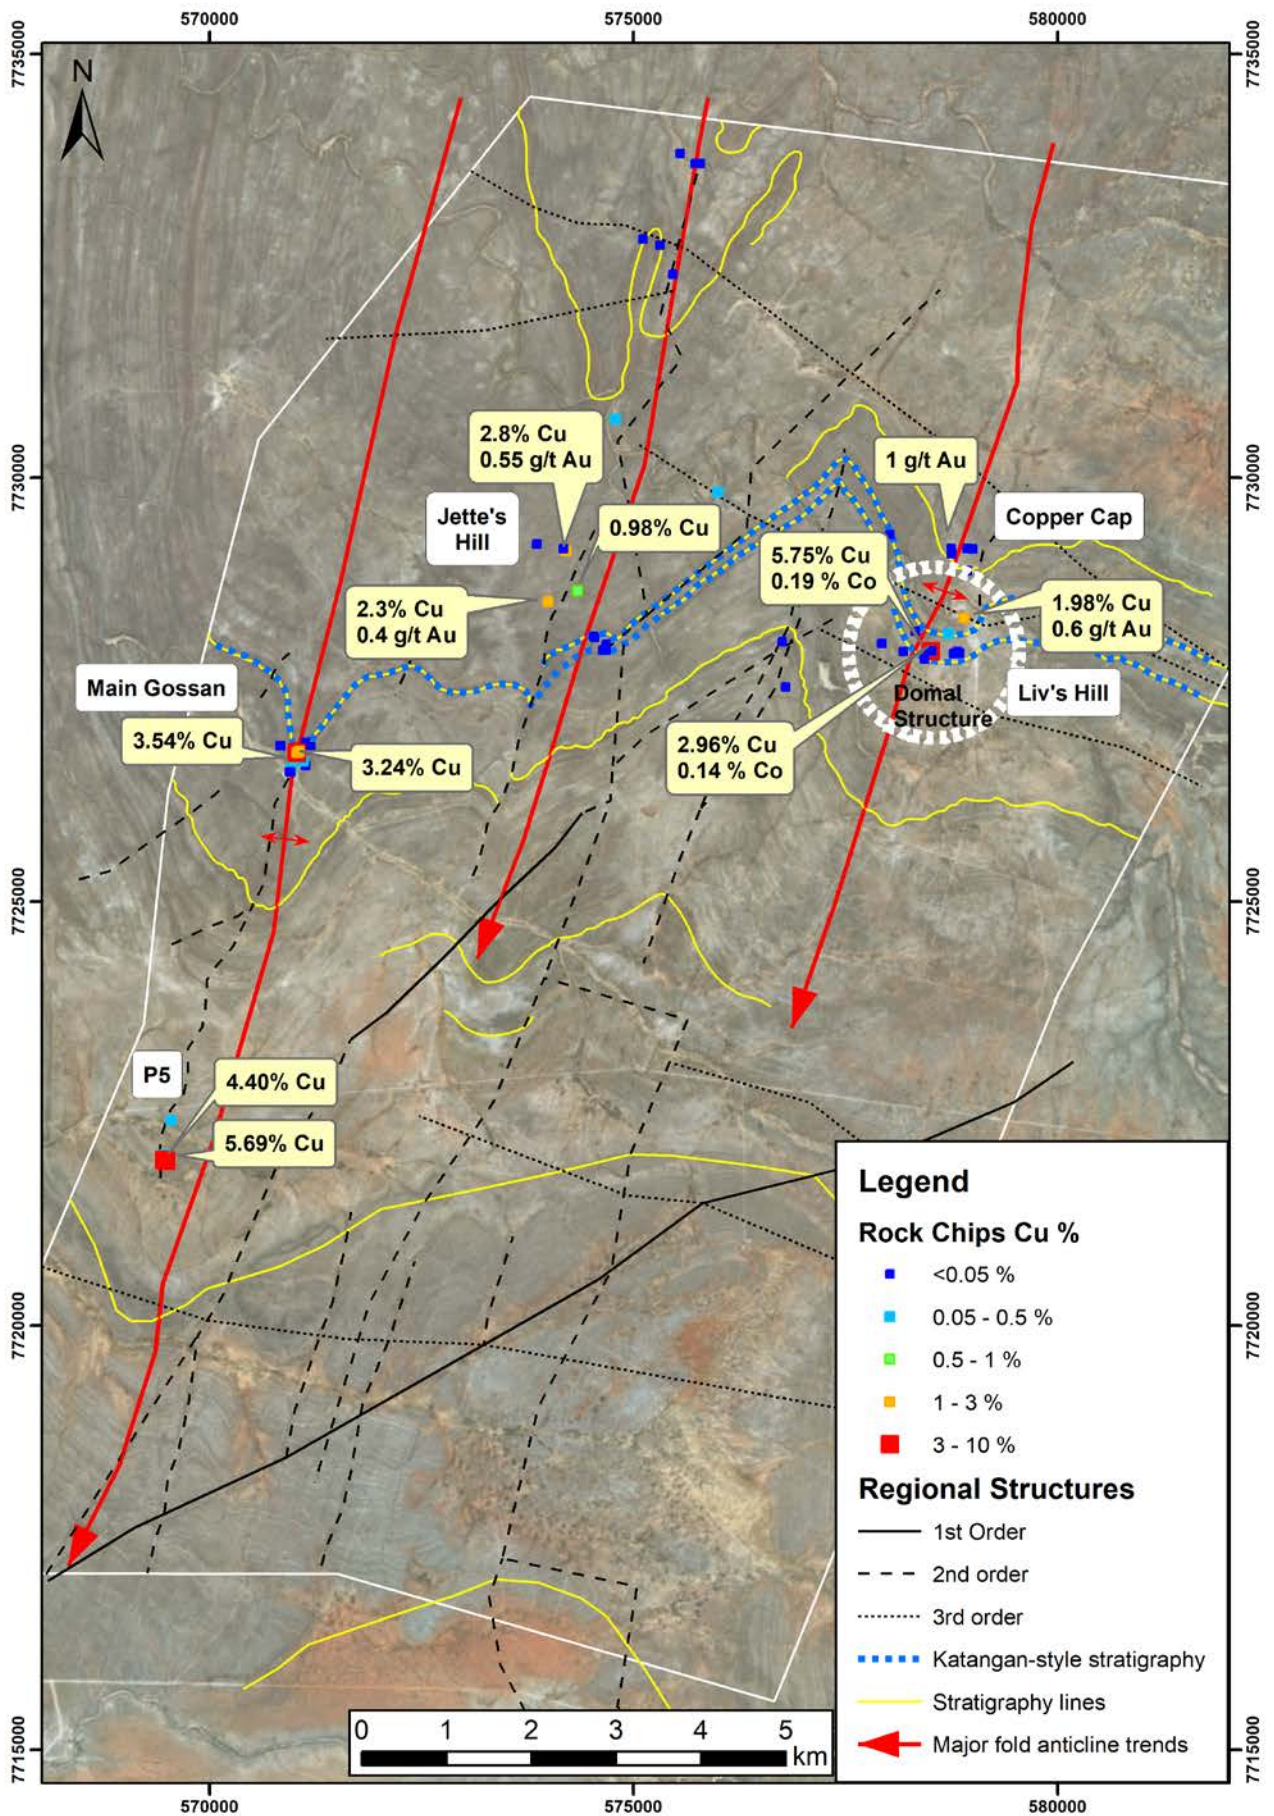 570000
575000
580000
7735000
7735000
N
2.8% Cu
0.55 g/t Au
1 g/t Au
7730000
7730000
Jette's
Hill
0.98% Cu
Copper Cap
5.75% Cu
0.19 % Co
2.3% Cu
0.4 g/t Au
1.98% Cu
0.6 g/t Au
Main Gossan
Domal
Structure
Liv's Hill
3.54% Cu
3.24% Cu
2.96% Cu
0.14 % Co
7725000
7725000
P5
4.40% Cu
5.69% Cu
Legend
Rock Chips Cu %
<0.05 %
0.05 - 0.5 %
0.5 - 1 %
1 - 3 %
3 - 10 %
Regional Structures
1st Order
2nd order
3rd order
Katangan-style stratigraphy
Stratigraphy lines
Major fold anticline trends
7720000
7720000
0 1 2 3 4 5
km
7715000
7715000
570000
575000
580000